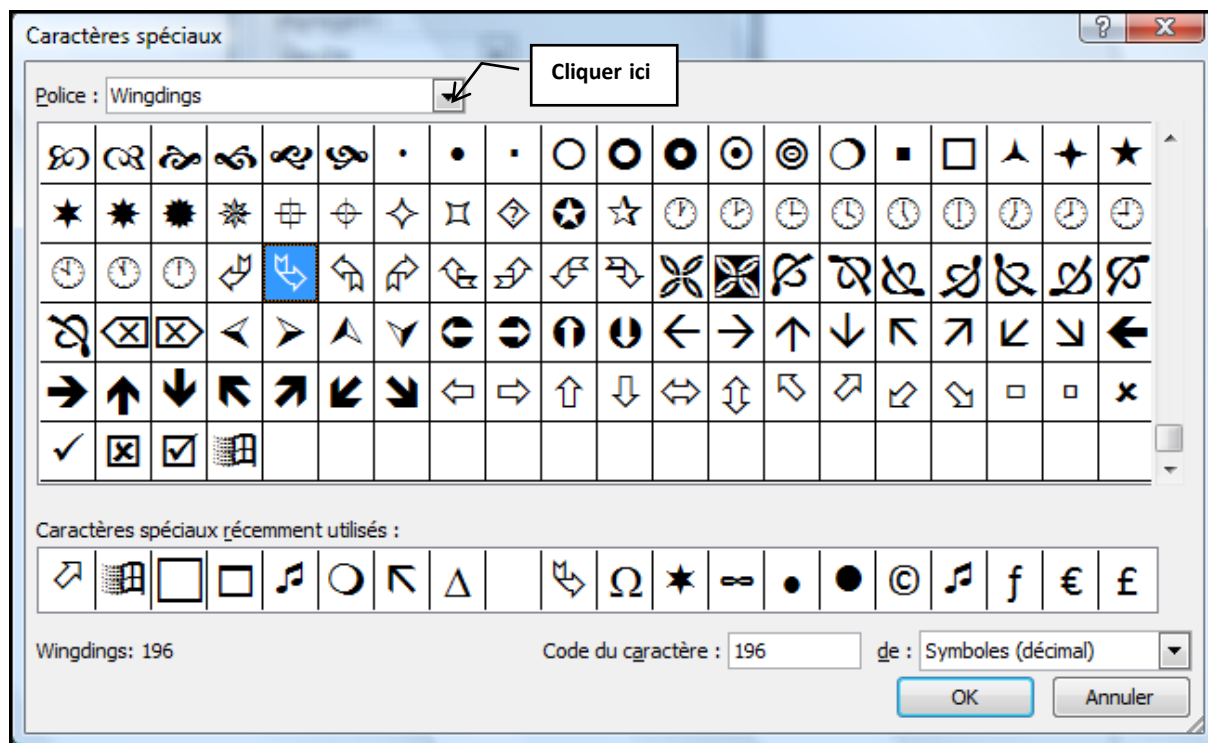 Caractères spéciaux
Cliquer ici
Police : Wingdings
Caractères spéciaux récemment utilisés :
Ω © ƒ € £
Wingdings: 196
Code du caractère : 196 de : Symboles (décimal)
OK Annuler